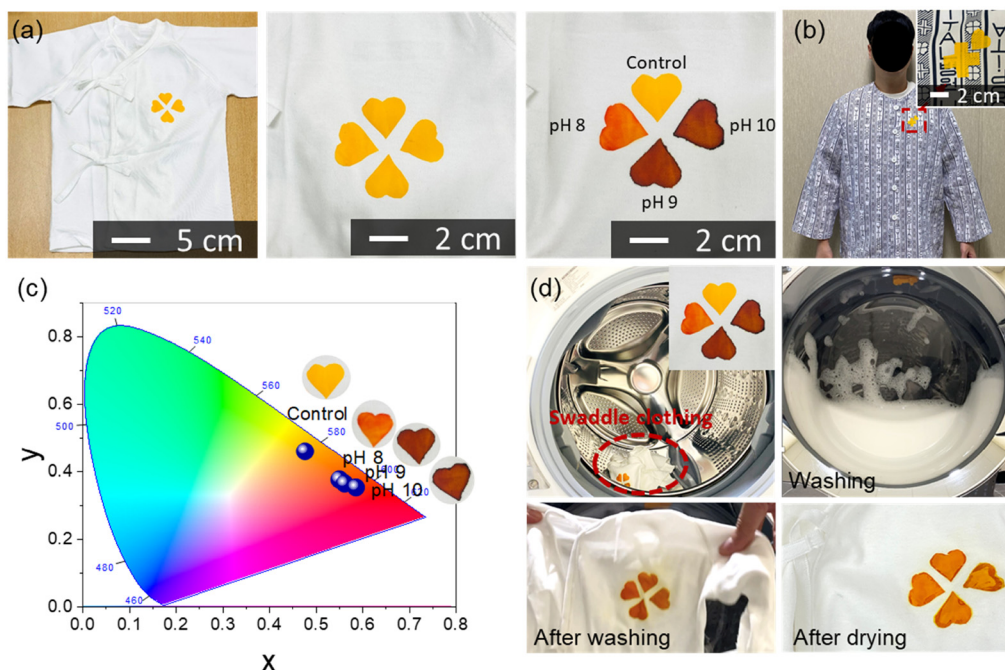 (a)
5 cm
2 cm
Control
pH 8
pH 10
pH 9
2 cm
(b)
2 cm
(c)
y
0.8
0.6
0.4
0.2
0.0
0.0 0.1 0.2 0.3 0.4 0.5 0.6 0.7 0.8
x
520
540
560
580
600
620
500
480
460
Control
pH 8
pH 9
pH 10
(d)
Swaddle clothing
Washing
After washing
After drying